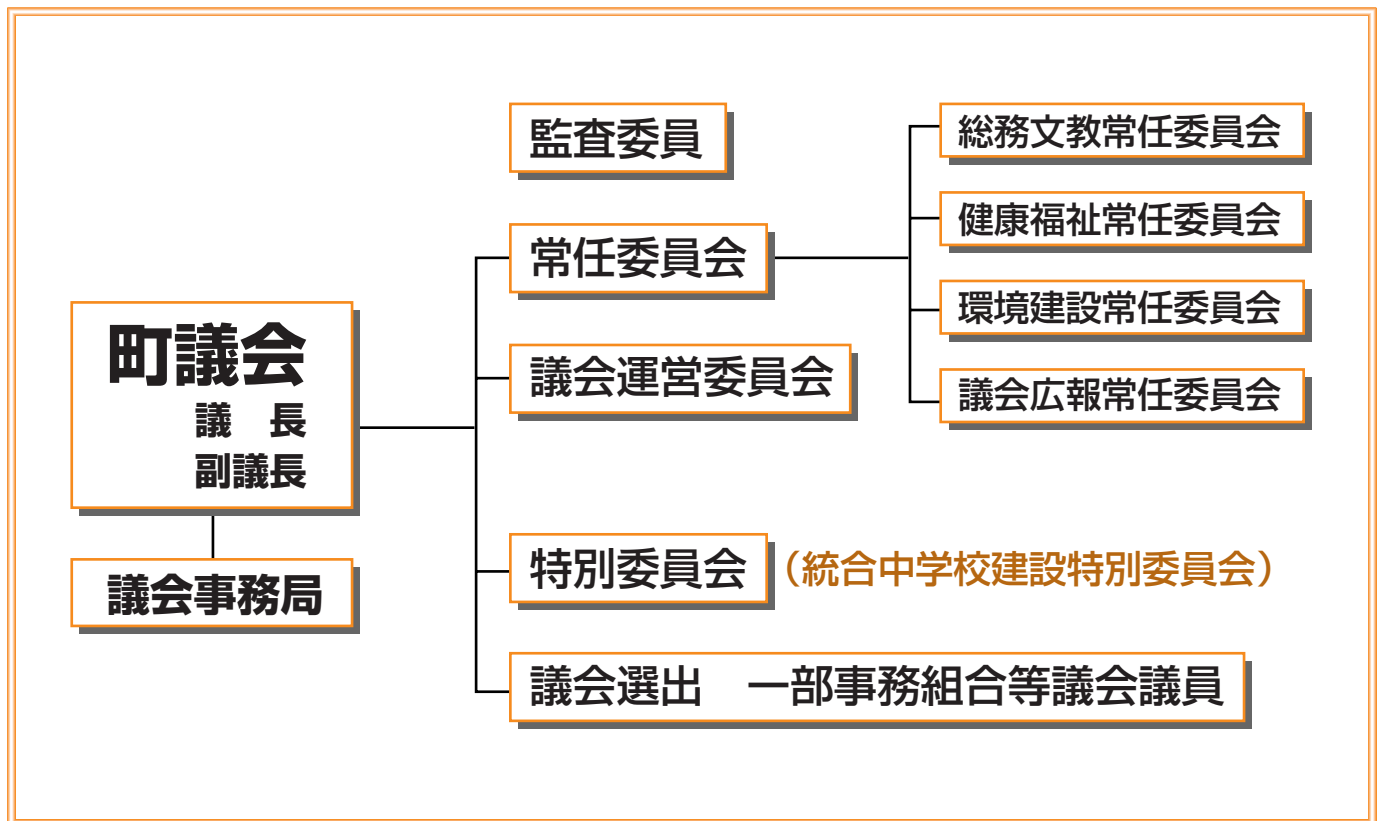 町議会
議　長
副議長
議会事務局
監査委員
常任委員会
議会運営委員会
特別委員会
（統合中学校建設特別委員会）
議会選出　一部事務組合等議会議員
総務文教常任委員会
健康福祉常任委員会
環境建設常任委員会
議会広報常任委員会